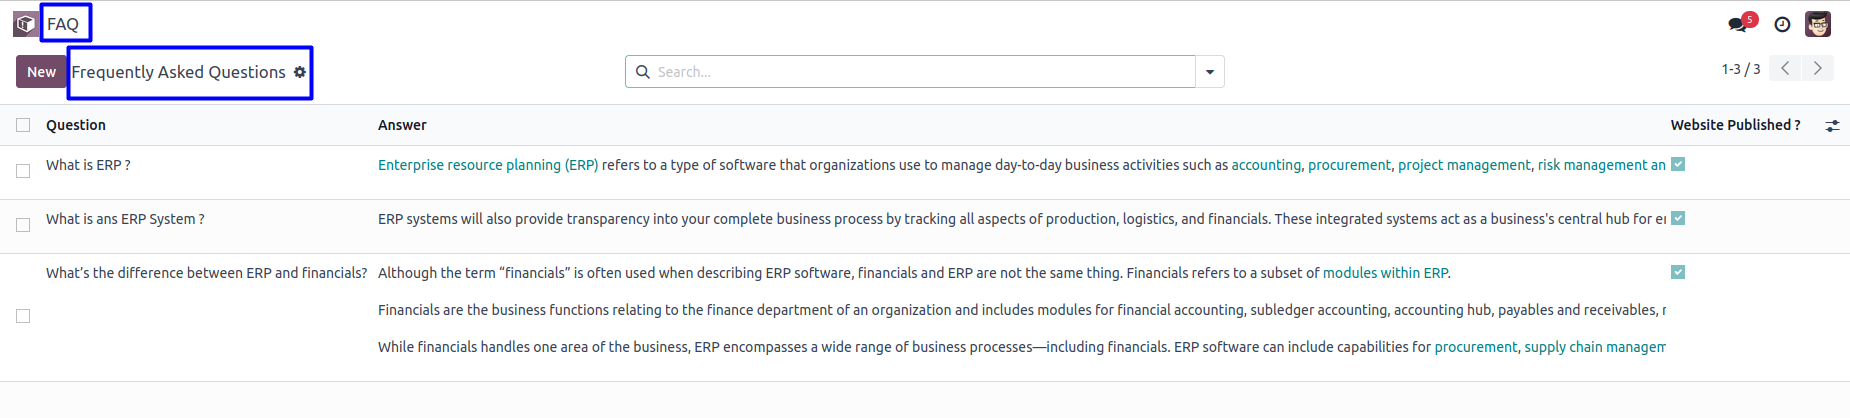 FAQ
5
New
Frequently Asked Questions
Search...
1-3 / 3
Question Answer Website Published ?
What is ERP ? Enterprise resource planning (ERP) refers to a type of software that organizations use to manage day-to-day business activities such as accounting, procurement, project management, risk management an
What is ans ERP System ? ERP systems will also provide transparency into your complete business process by tracking all aspects of production, logistics, and financials. These integrated systems act as a business's central hub for
What’s the difference between ERP and financials? Although the term “financials” is often used when describing ERP software, financials and ERP are not the same thing. Financials refers to a subset of modules within ERP.
Financials are the business functions relating to the finance department of an organization and includes modules for financial accounting, subledger accounting, accounting hub, payables and receivables,
While financials handles one area of the business, ERP encompasses a wide range of business processes—including financials. ERP software can include capabilities for procurement, supply chain managem